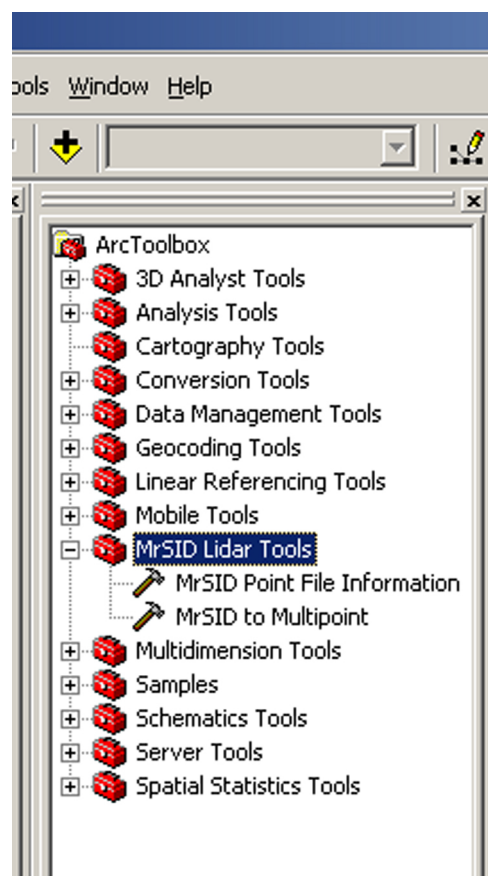 ools Window Help
ArcToolbox
3D Analyst Tools
Analysis Tools
Cartography Tools
Conversion Tools
Data Management Tools
Geocoding Tools
Linear Referencing Tools
Mobile Tools
MrSID Lidar Tools
MrSID Point File Information
MrSID to Multipoint
Multidimension Tools
Samples
Schematics Tools
Server Tools
Spatial Statistics Tools